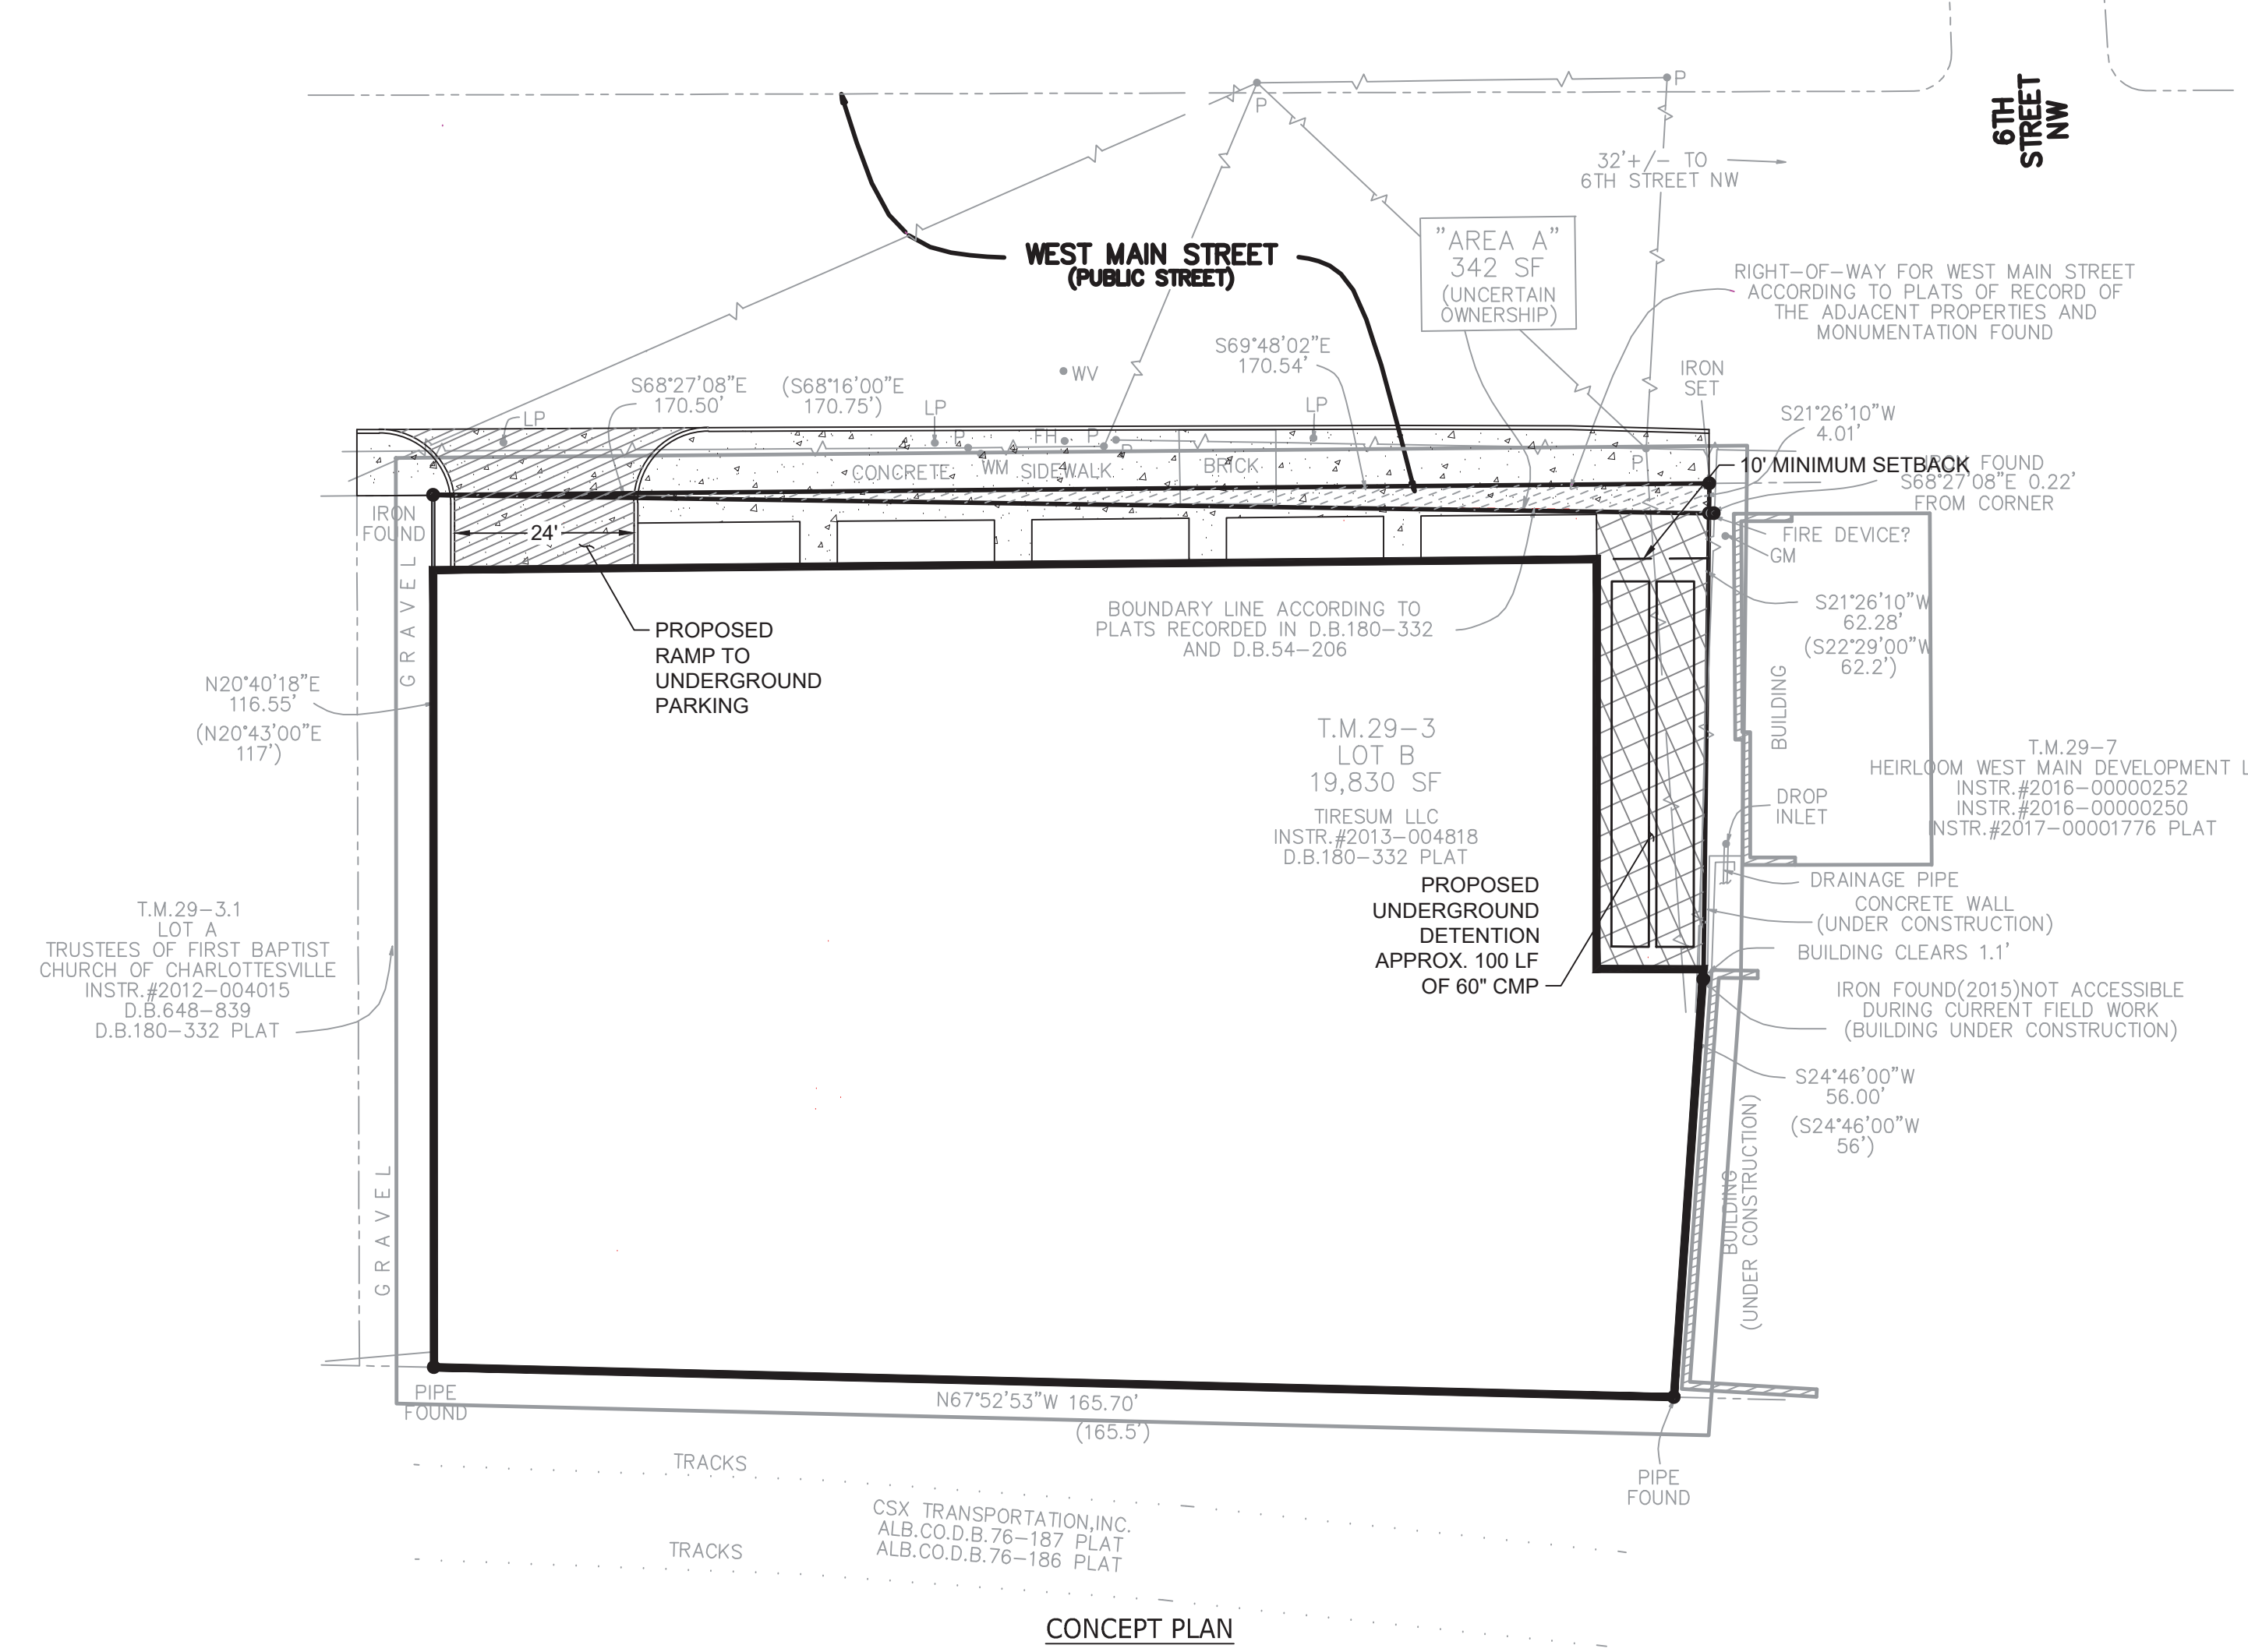 6TH
STREET
NW
P
P
32'+/- TO
6TH STREET NW
WEST MAIN STREET
(PUBLIC STREET)
"AREA A"
342 SF
(UNCERTAIN
OWNERSHIP)
RIGHT-OF-WAY FOR WEST MAIN STREET
ACCORDING TO PLATS OF RECORD OF
THE ADJACENT PROPERTIES AND
MONUMENTATION FOUND
S69°48'02"E
170.54'
IRON
SET
WV
S68°27'08"E
170.50'
(S68°16'00"E
170.75')
LP
LP
LP
S21°26'10"W
4.01'
P
FH
P
P
P
CONCRETE
WM
SIDEWALK
BRICK
10' MINIMUM SETBACK
IRON FOUND
S68°27'08"E 0.22'
FROM CORNER
IRON
FOUND
24'
FIRE DEVICE?
GM
GRAVEL
PROPOSED
RAMP TO
UNDERGROUND
PARKING
BOUNDARY LINE ACCORDING TO
PLATS RECORDED IN D.B.180-332
AND D.B.54-206
S21°26'10"W
62.28'
(S22°29'00"W
62.2')
BUILDING
N20°40'18"E
116.55'
(N20°43'00"E
117')
T.M.29-3
LOT B
19,830 SF
TIRESUM LLC
INSTR.#2013-004818
D.B.180-332 PLAT
T.M.29-7
HEIRLOOM WEST MAIN DEVELOPMENT L
INSTR.#2016-00000252
INSTR.#2016-00000250
INSTR.#2017-00001776 PLAT
DROP
INLET
PROPOSED
UNDERGROUND
DETENTION
APPROX. 100 LF
OF 60" CMP
DRAINAGE PIPE
CONCRETE WALL
(UNDER CONSTRUCTION)
BUILDING CLEARS 1.1'
IRON FOUND(2015)NOT ACCESSIBLE
DURING CURRENT FIELD WORK
(BUILDING UNDER CONSTRUCTION)
T.M.29-3.1
LOT A
TRUSTEES OF FIRST BAPTIST
CHURCH OF CHARLOTTESVILLE
INSTR.#2012-004015
D.B.648-839
D.B.180-332 PLAT
S24°46'00"W
56.00'
(S24°46'00"W
56')
BUILDING
(UNDER CONSTRUCTION)
GRAVEL
PIPE
FOUND
N67°52'53"W 165.70'
(165.5')
PIPE
FOUND
TRACKS
CSX TRANSPORTATION,INC.
ALB.CO.D.B.76-187 PLAT
ALB.CO.D.B.76-186 PLAT
TRACKS
CONCEPT PLAN